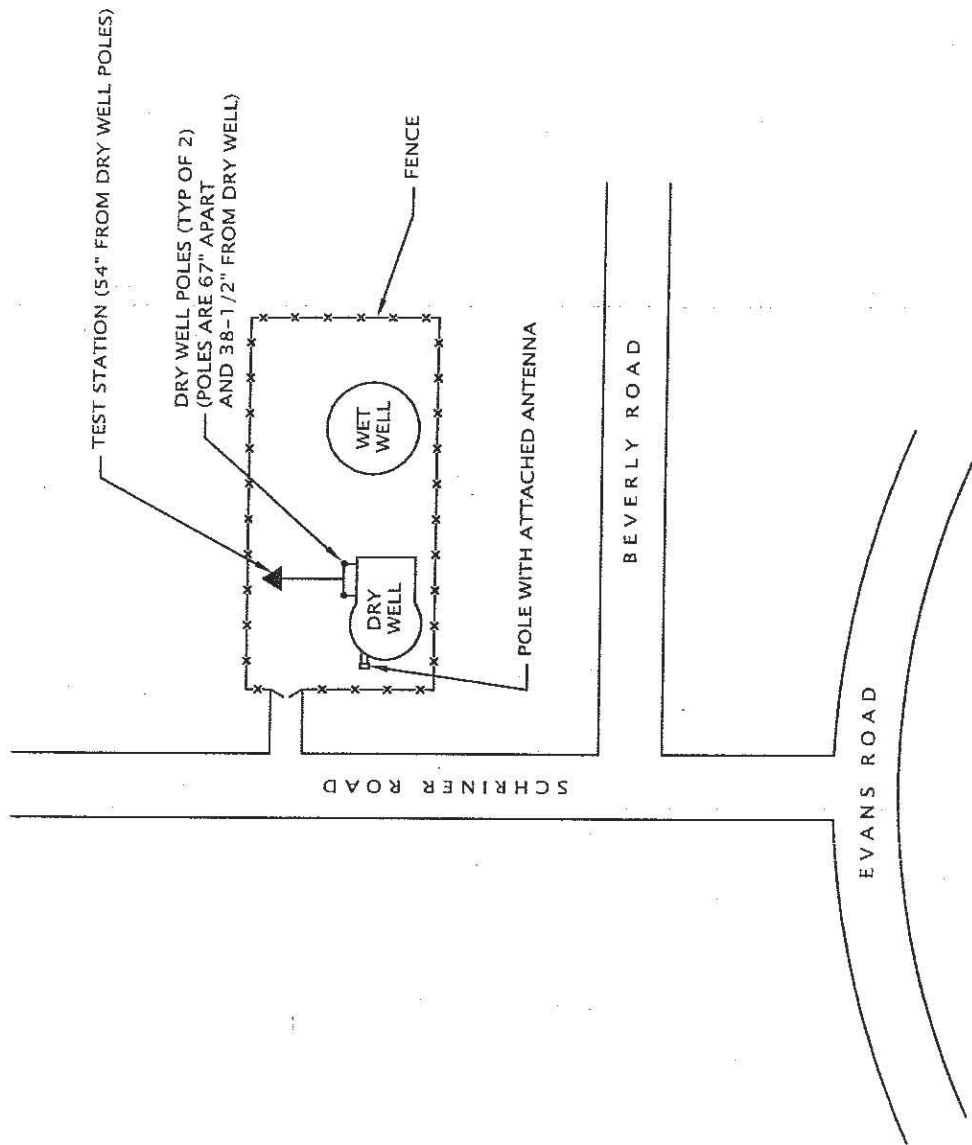 TEST STATION (54" FROM DRY WELL POLES)
DRY WELL POLES (TYP OF 2)
(POLES ARE 67" APART
AND 38-1/2" FROM DRY WELL)
FENCE
WET
WELL
DRY
WELL
POLE WITH ATTACHED ANTENNA
BEVERLY ROAD
SCHRINER ROAD
EVANS ROAD